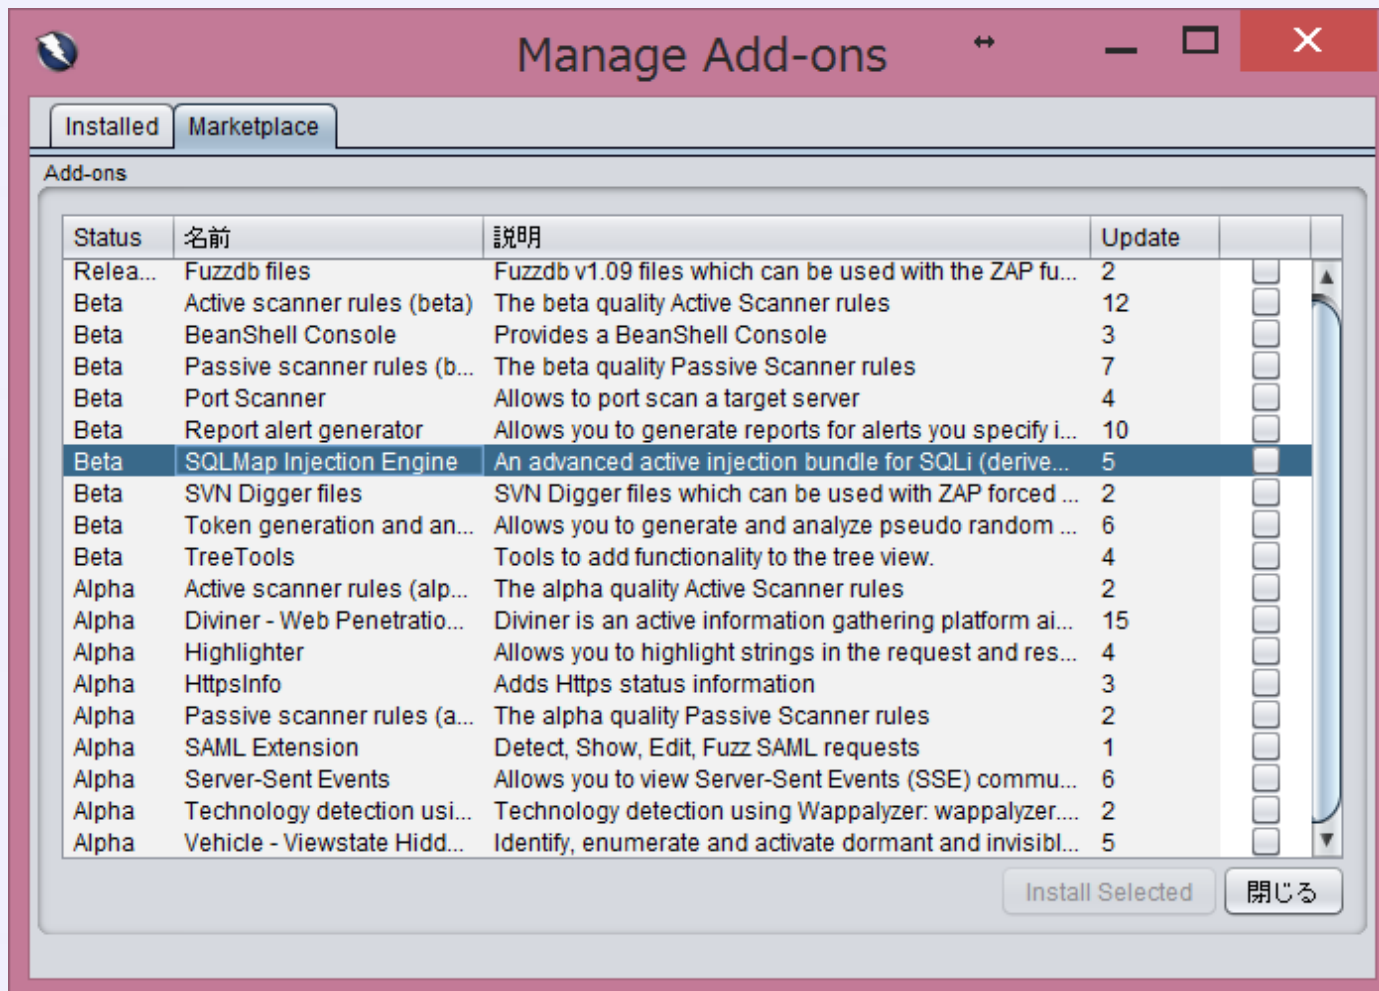 Manage Add-ons
Installed Marketplace
Add-ons
Status 名前 説明 Update
Relea... Fuzzdb files Fuzzdb v1.09 files which can be used with the ZAP fu... 2
Beta Active scanner rules (beta) The beta quality Active Scanner rules 12
Beta BeanShell Console Provides a BeanShell Console 3
Beta Passive scanner rules (b... The beta quality Passive Scanner rules 7
Beta Port Scanner Allows to port scan a target server 4
Beta Report alert generator Allows you to generate reports for alerts you specify i... 10
Beta SQLMap Injection Engine An advanced active injection bundle for SQLi (derive... 5
Beta SVN Digger files SVN Digger files which can be used with ZAP forced ... 2
Beta Token generation and an... Allows you to generate and analyze pseudo random ... 6
Beta TreeTools Tools to add functionality to the tree view. 4
Alpha Active scanner rules (alp... The alpha quality Active Scanner rules 2
Alpha Diviner - Web Penetratio... Diviner is an active information gathering platform ai... 15
Alpha Highlighter Allows you to highlight strings in the request and res... 4
Alpha HttpsInfo Adds Https status information 3
Alpha Passive scanner rules (a... The alpha quality Passive Scanner rules 2
Alpha SAML Extension Detect, Show, Edit, Fuzz SAML requests 1
Alpha Server-Sent Events Allows you to view Server-Sent Events (SSE) commu... 6
Alpha Technology detection usi... Technology detection using Wappalyzer: wappalyzer.... 2
Alpha Vehicle - Viewstate Hidd... Identify, enumerate and activate dormant and invisibl... 5
Install Selected 閉じる